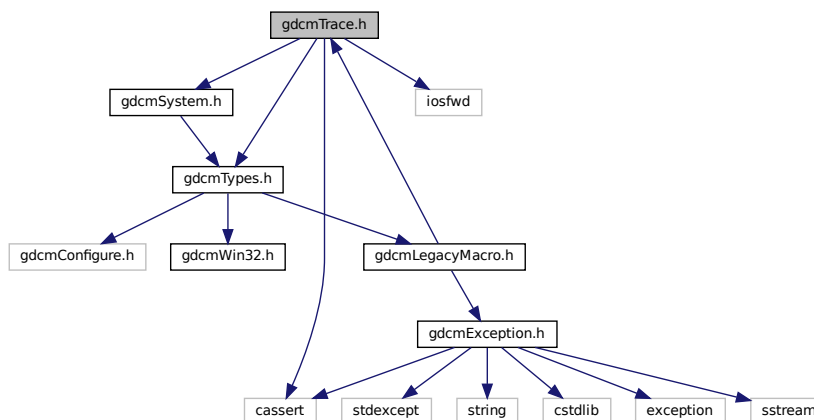 gdcmTrace.h
gdcmSystem.h
iosfwd
gdcmTypes.h
gdcmConfigure.h
gdcmWin32.h
gdcmLegacyMacro.h
gdcmException.h
cassert
stdexcept
string
cstdlib
exception
sstream